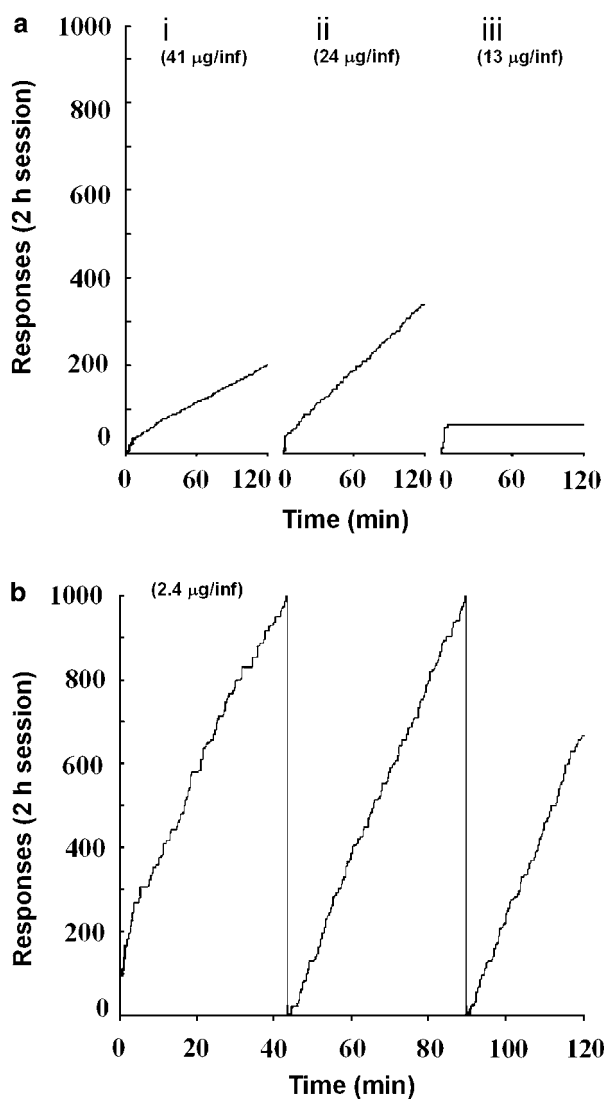 a
i ii iii
(41 µg/inf) (24 µg/inf) (13 µg/inf)
Responses (2 h session)
1000
800
600
400
200
0
0 60 120 0 60 120 0 60 120
Time (min)
b
(2.4 µg/inf)
Responses (2 h session)
1000
800
600
400
200
0
0 20 40 60 80 100 120
Time (min)